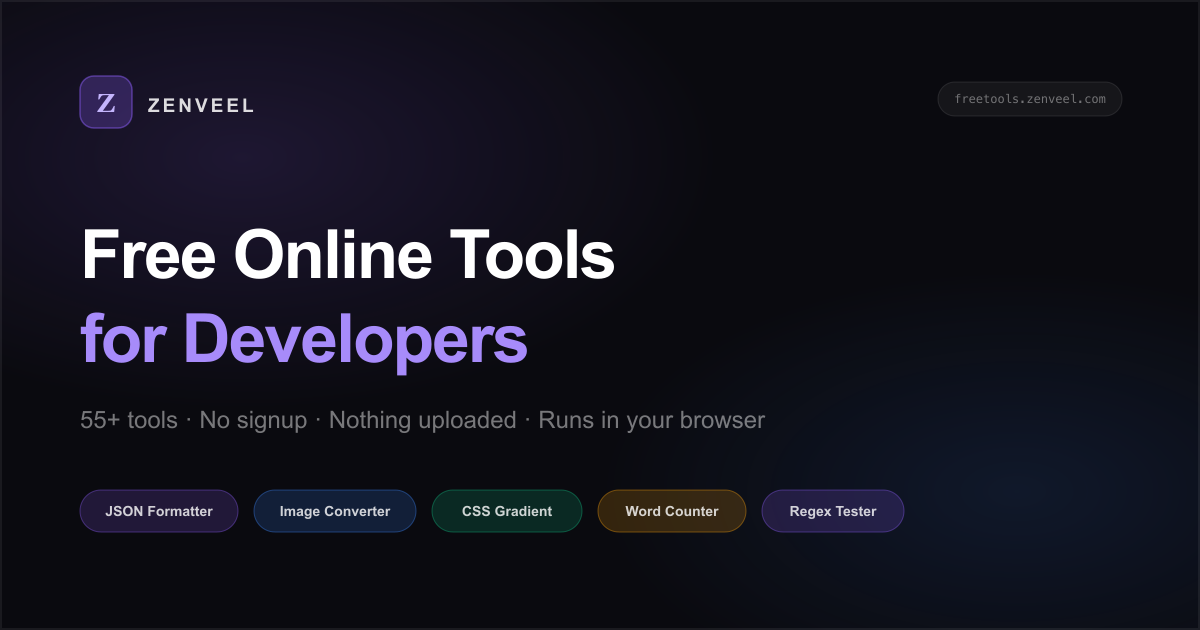 Z
ZENVEEL
freetools.zenveel.com
Free Online Tools
for Developers
55+ tools · No signup · Nothing uploaded · Runs in your browser
JSON Formatter
Image Converter
CSS Gradient
Word Counter
Regex Tester